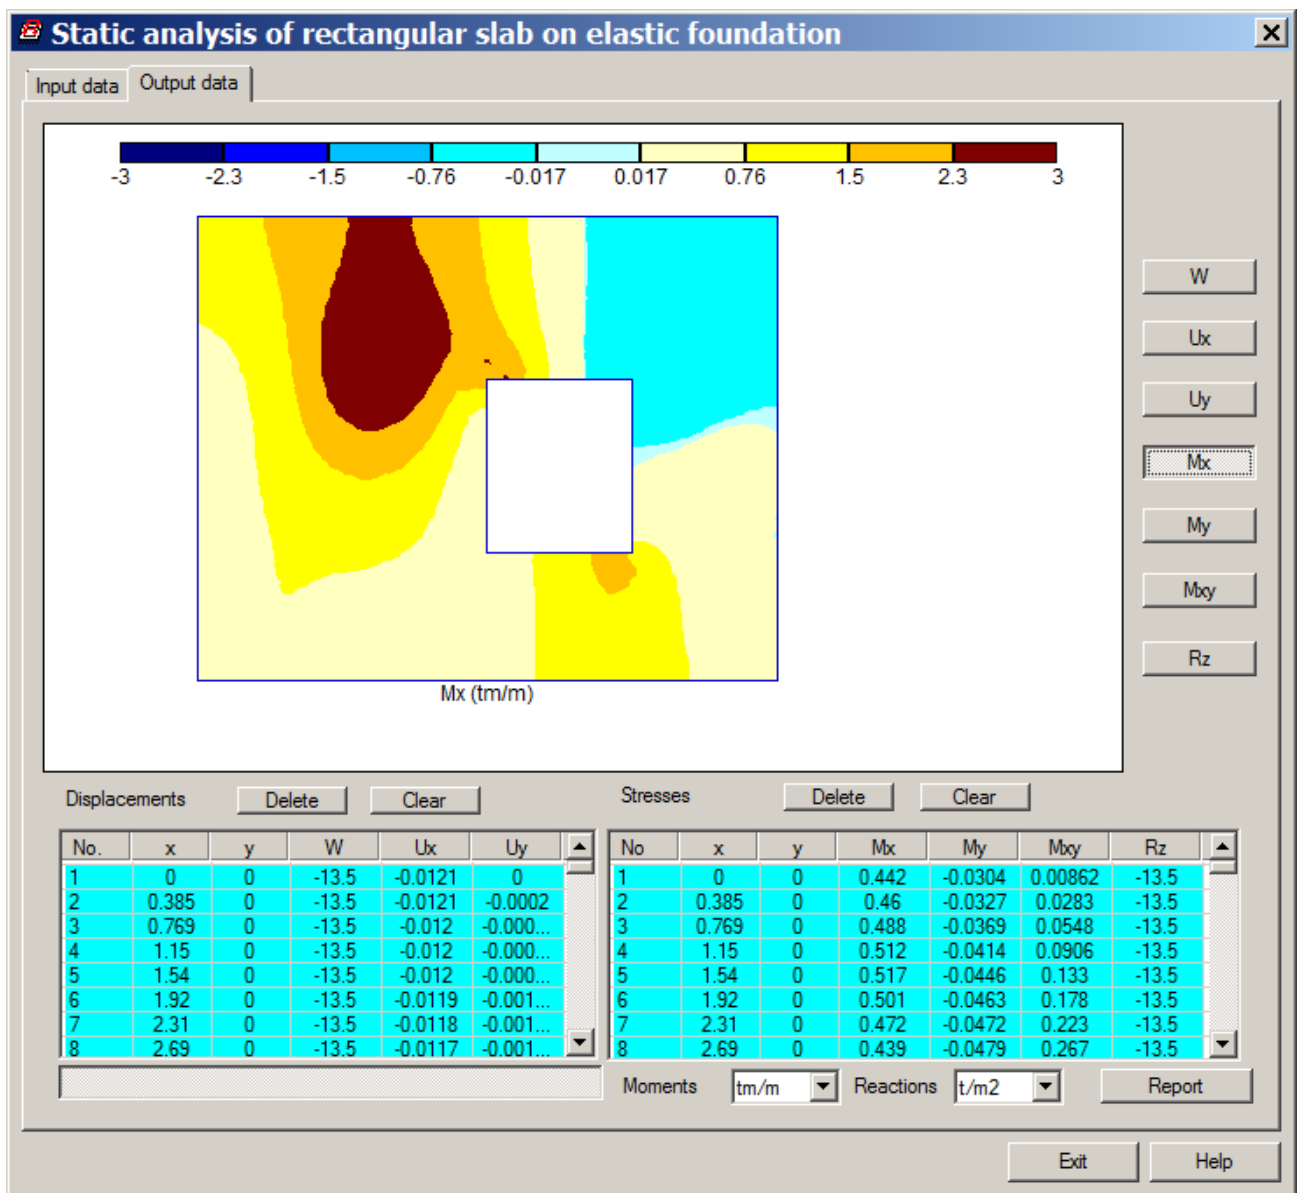 Static analysis of rectangular slab on elastic foundation
Input data Output data
-3 -2.3 -1.5 -0.76 -0.017 0.017 0.76 1.5 2.3 3
W
Ux
Uy
Mx
My
Mxy
Rz
Mx (tm/m)
Displacements Delete Clear
No. x y W Ux Uy
1 0 0 -13.5 -0.0121 0
2 0.385 0 -13.5 -0.0121 -0.0002
3 0.769 0 -13.5 -0.012 -0.000...
4 1.15 0 -13.5 -0.012 -0.000...
5 1.54 0 -13.5 -0.012 -0.000...
6 1.92 0 -13.5 -0.0119 -0.001...
7 2.31 0 -13.5 -0.0118 -0.001...
8 2.69 0 -13.5 -0.0117 -0.001...
Stresses Delete Clear
No x y Mx My Mxy Rz
1 0 0 0.442 -0.0304 0.00862 -13.5
2 0.385 0 0.46 -0.0327 0.0283 -13.5
3 0.769 0 0.488 -0.0369 0.0548 -13.5
4 1.15 0 0.512 -0.0414 0.0906 -13.5
5 1.54 0 0.517 -0.0446 0.133 -13.5
6 1.92 0 0.501 -0.0463 0.178 -13.5
7 2.31 0 0.472 -0.0472 0.223 -13.5
8 2.69 0 0.439 -0.0479 0.267 -13.5
Moments tm/m Reactions t/m2 Report
Exit Help